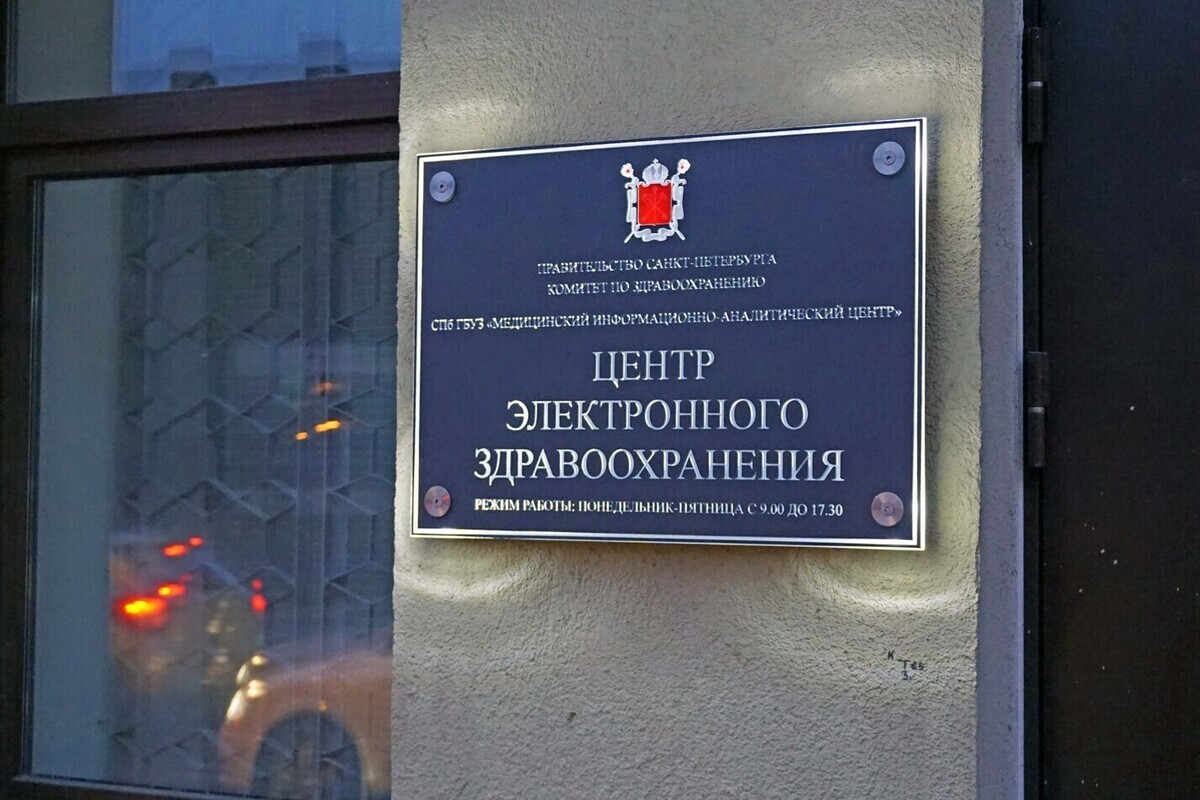 ПРАВИТЕЛЬСТВО САНКТ-ПЕТЕРБУРГА
КОМИТЕТ ПО ЗДРАВООХРАНЕНИЮ
СПб ГБУЗ «МЕДИЦИНСКИЙ ИНФОРМАЦИОННО-АНАЛИТИЧЕСКИЙ ЦЕНТР»
ЦЕНТР
ЭЛЕКТРОННОГО
ЗДРАВООХРАНЕНИЯ
РЕЖИМ РАБОТЫ: ПОНЕДЕЛЬНИК-ПЯТНИЦА С 9.00 ДО 17.30